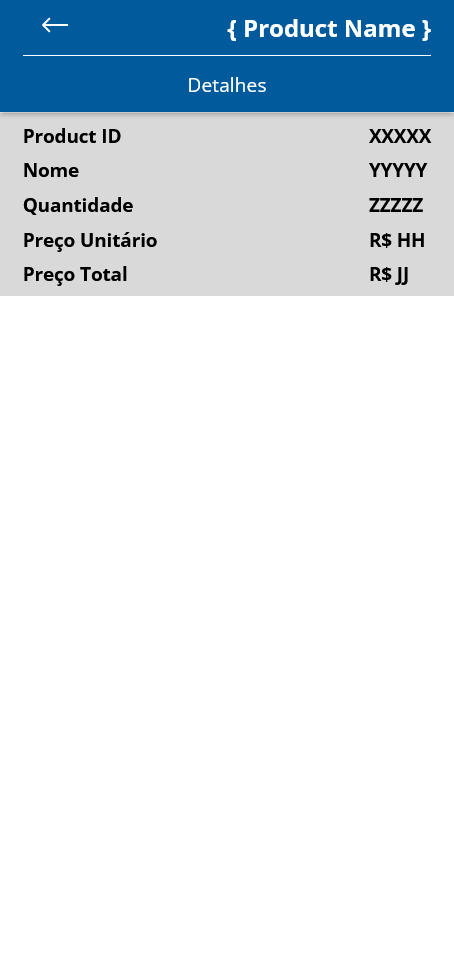 { Product Name }
Detalhes
Product ID XXXXX
Nome YYYYY
Quantidade ZZZZZ
Preço Unitário R$ HH
Preço Total R$ JJ